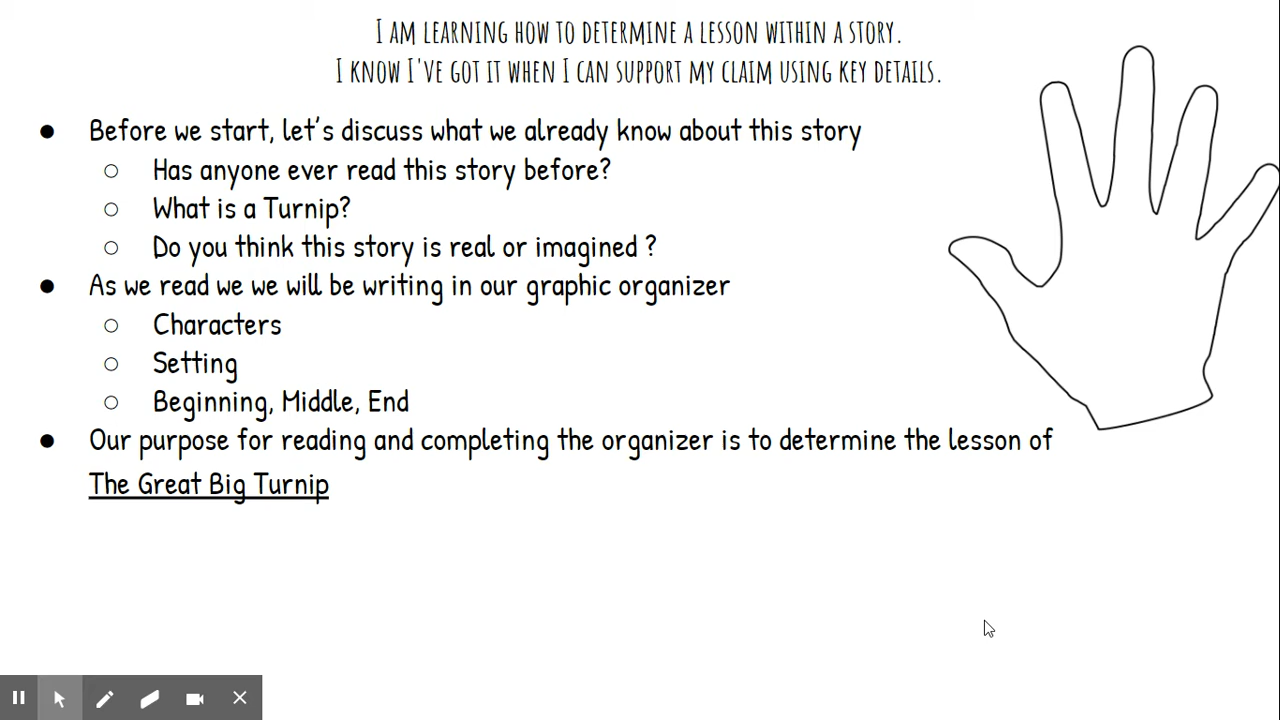 I AM LEARNING HOW TO DETERMINE A LESSON WITHIN A STORY.
I KNOW I'VE GOT IT WHEN I CAN SUPPORT MY CLAIM USING KEY DETAILS.
● Before we start, let's discuss what we already know about this story
○ Has anyone ever read this story before?
○ What is a Turnip?
○ Do you think this story is real or imagined ?
● As we read we we will be writing in our graphic organizer
○ Characters
○ Setting
○ Beginning, Middle, End
● Our purpose for reading and completing the organizer is to determine the lesson of
The Great Big Turnip